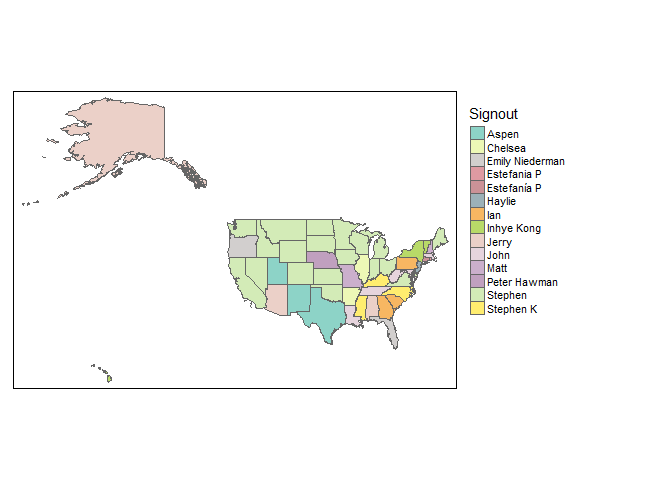 Signout
Aspen
Chelsea
Emily Niederman
Estefania P
Estefanía P
Haylie
Ian
Inhye Kong
Jerry
John
Matt
Peter Hawman
Stephen
Stephen K